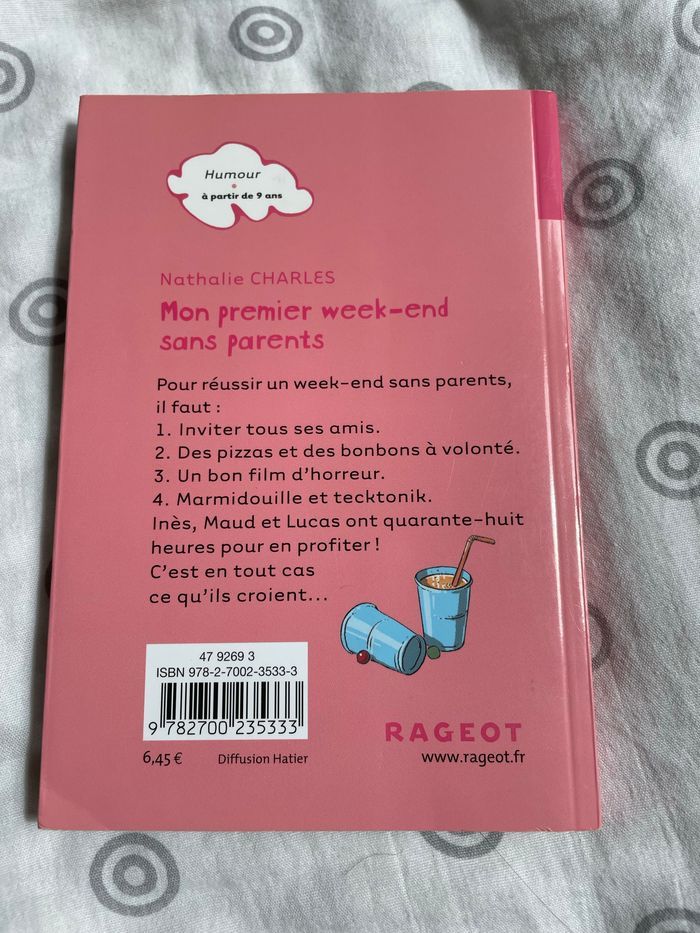 Humour
à partir de 9 ans
Nathalie CHARLES
Mon premier week-end
sans parents
Pour réussir un week-end sans parents,
il faut :
1. Inviter tous ses amis.
2. Des pizzas et des bonbons à volonté.
3. Un bon film d'horreur.
4. Marmidouille et tecktonik.
Inès, Maud et Lucas ont quarante-huit
heures pour en profiter !
C'est en tout cas
ce qu'ils croient...
47 9269 3
ISBN 978-2-7002-3533-3
9 782700 235333
6,45 €
Diffusion Hatier
RAGEOT
www.rageot.fr